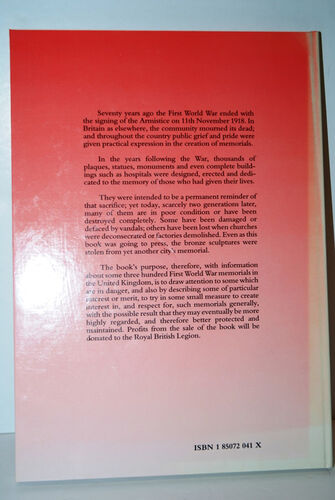 Seventy years ago the First World War ended with
the signing of the Armistice on 11th November 1918. In
Britain as elsewhere, the community mourned its dead;
and throughout the country public grief and pride were
given practical expression in the creation of memorials.
In the years following the War, thousands of
plaques, statues, monuments and even complete build-
ings such as hospitals were designed, erected and dedi-
cated to the memory of those who had given their lives.
They were intended to be a permanent reminder of
that sacrifice; yet today, scarcely two generations later,
many of them are in poor condition or have been
destroyed completely. Some have been damaged or
defaced by vandals; others have been lost when churches
were deconsecrated or factories demolished. Even as this
book was going to press, the bronze sculptures were
stolen from yet another city's memorial.
The book's purpose, therefore, with information
about some three hundred First World War memorials in
the United Kingdom, is to draw attention to some which
are in danger, and also by describing some of particular
interest or merit, to try in some small measure to create
interest in, and respect for, such memorials generally,
with the possible result that they may eventually be more
highly regarded, and therefore better protected and
maintained. Profits from the sale of the book will be
donated to the Royal British Legion.
ISBN 1 85072 041 X